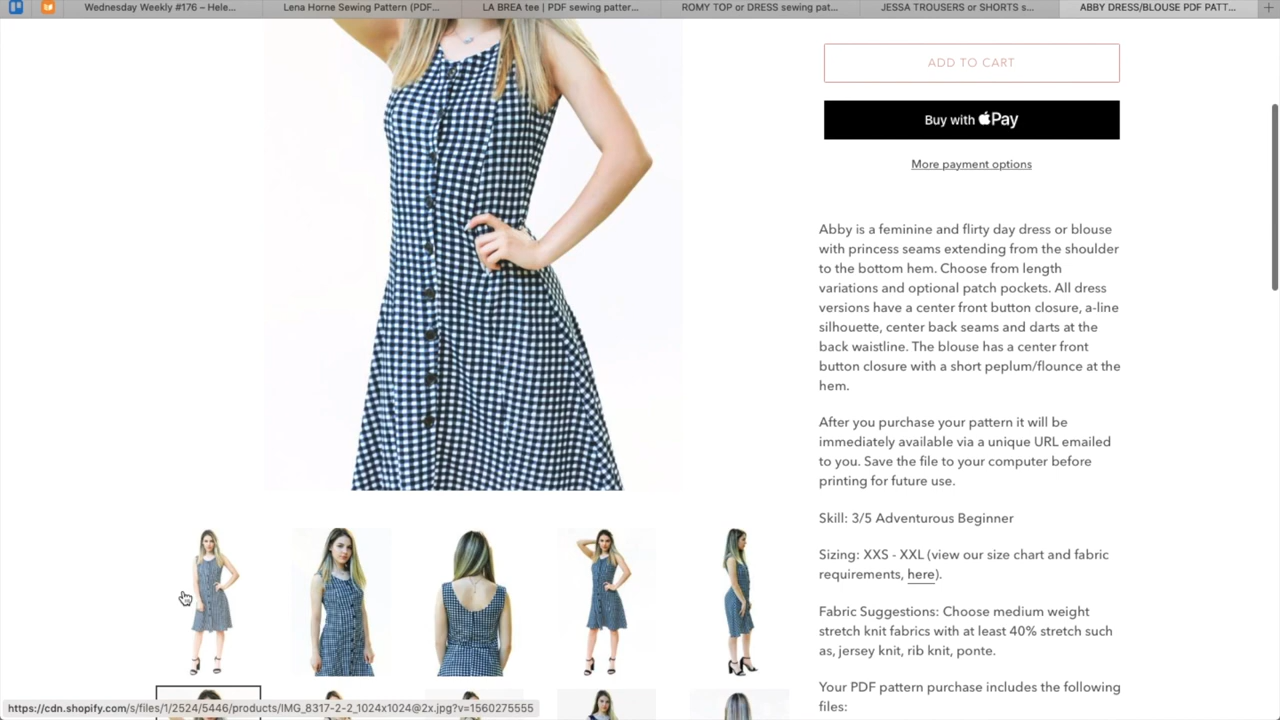 Wednesday Weekly #176 – Hele...
Lena Horne Sewing Pattern (PDF...
LA BREA tee | PDF sewing patter...
ROMY TOP or DRESS sewing pat...
JESSA TROUSERS or SHORTS s...
ABBY DRESS/BLOUSE PDF PATT...
ADD TO CART
Buy with Pay
More payment options
Abby is a feminine and flirty day dress or blouse
with princess seams extending from the shoulder
to the bottom hem. Choose from length
variations and optional patch pockets. All dress
versions have a center front button closure, a-line
silhouette, center back seams and darts at the
back waistline. The blouse has a center front
button closure with a short peplum/flounce at the
hem.
After you purchase your pattern it will be
immediately available via a unique URL emailed
to you. Save the file to your computer before
printing for future use.
Skill: 3/5 Adventurous Beginner
Sizing: XXS - XXL (view our size chart and fabric
requirements, here).
Fabric Suggestions: Choose medium weight
stretch knit fabrics with at least 40% stretch such
as, jersey knit, rib knit, ponte.
Your PDF pattern purchase includes the following
files:
https://cdn.shopify.com/s/files/1/2524/5446/products/IMG_8317-2-2_1024x1024@2x.jpg?v=1560275555